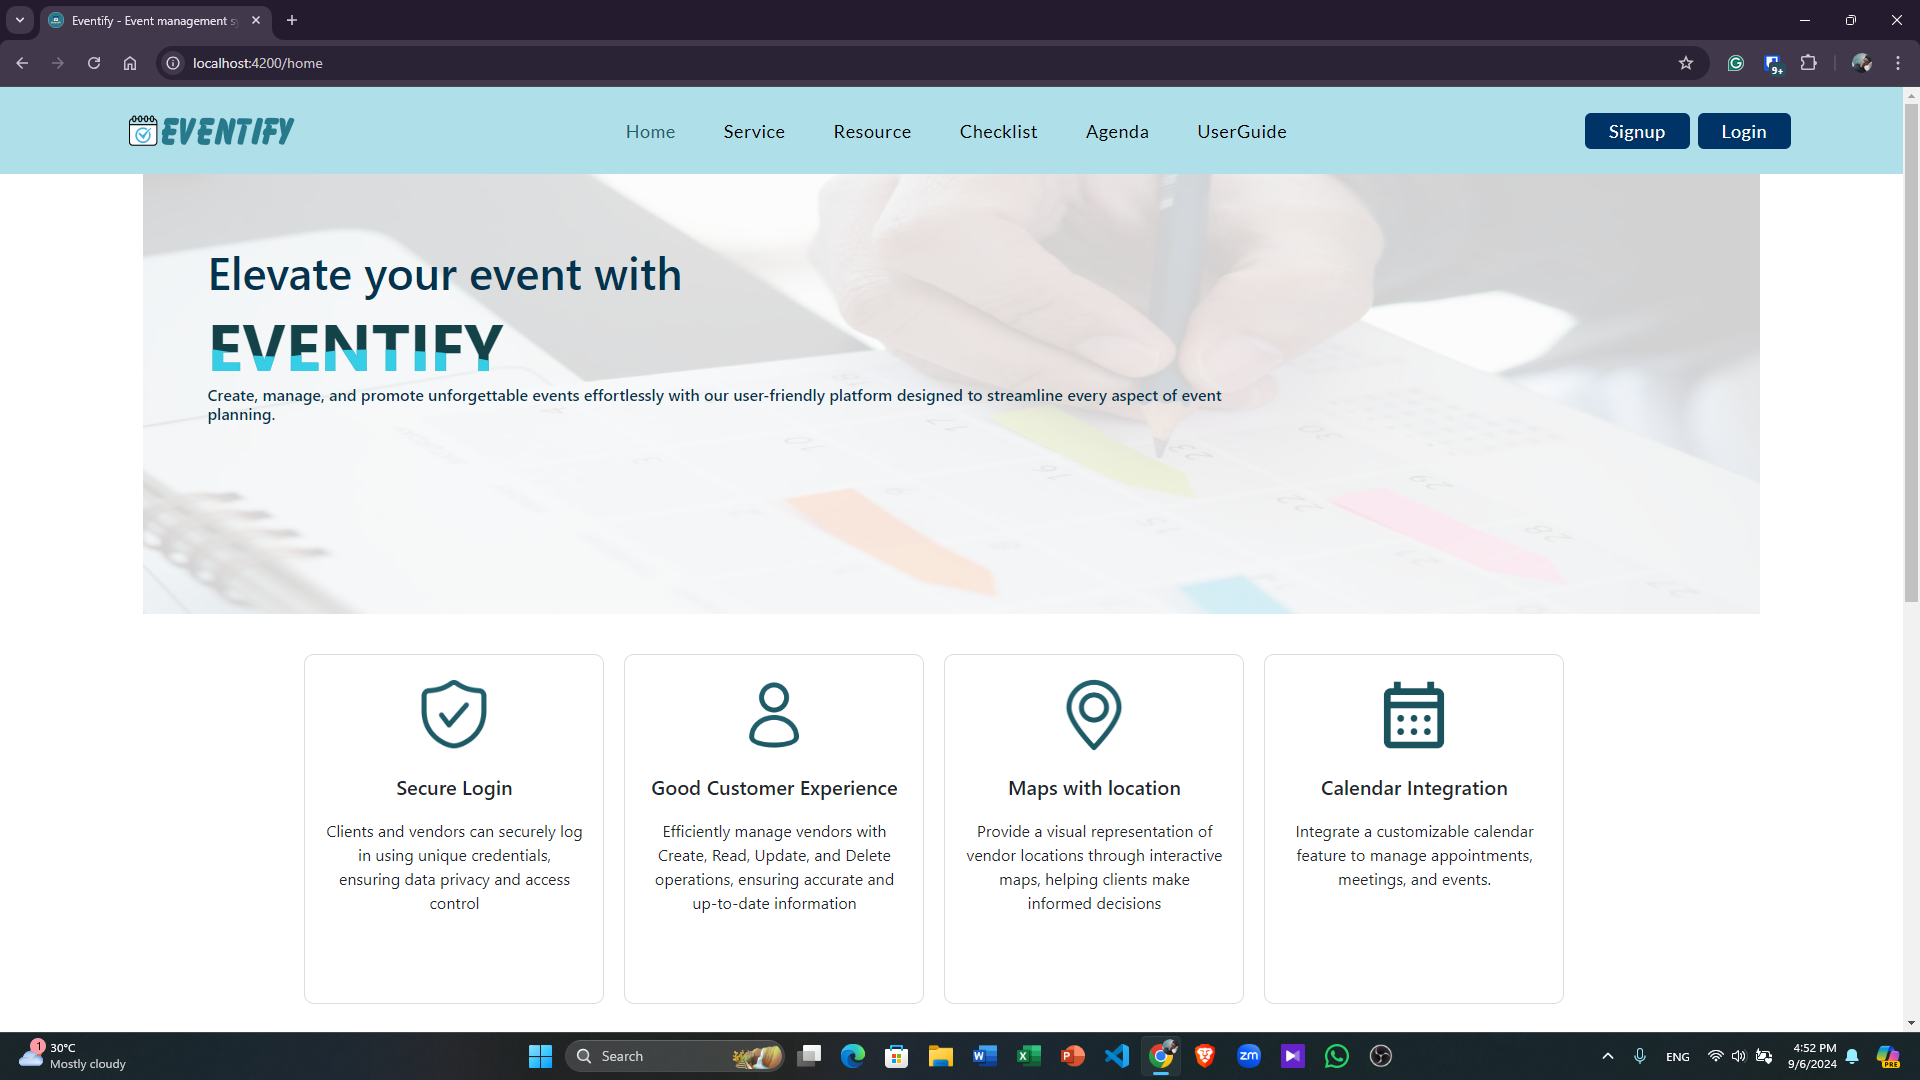 Eventify - Event management s
localhost:4200/home
EVENTIFY
Home
Service
Resource
Checklist
Agenda
UserGuide
Signup
Login
Elevate your event with
EVENTIFY
Create, manage, and promote unforgettable events effortlessly with our user-friendly platform designed to streamline every aspect of event
planning.
Secure Login
Clients and vendors can securely log
in using unique credentials,
ensuring data privacy and access
control
Good Customer Experience
Efficiently manage vendors with
Create, Read, Update, and Delete
operations, ensuring accurate and
up-to-date information
Maps with location
Provide a visual representation of
vendor locations through interactive
maps, helping clients make
informed decisions
Calendar Integration
Integrate a customizable calendar
feature to manage appointments,
meetings, and events.
1
30°C
Mostly cloudy
Search
ENG
4:52 PM
9/6/2024
9+
zm
PRE